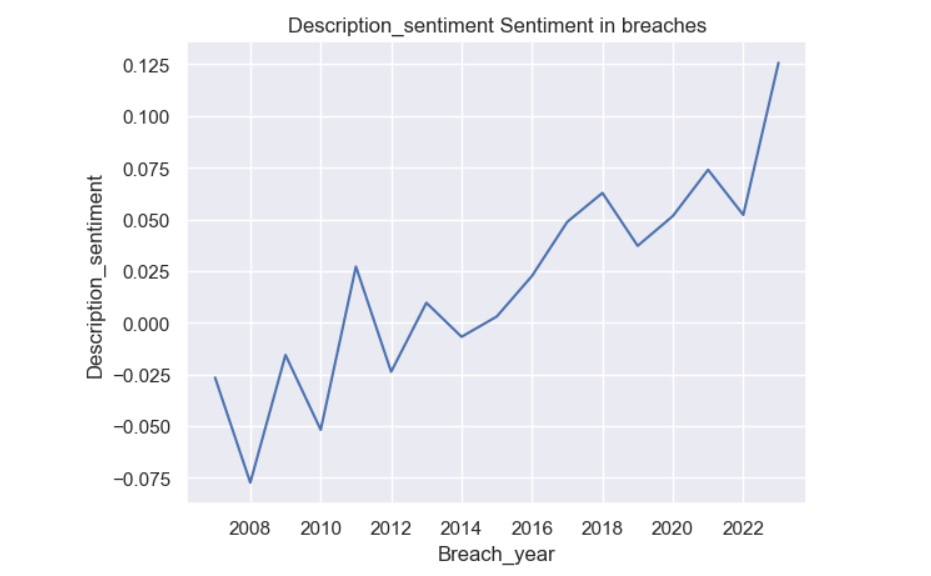 Description_sentiment Sentiment in breaches
0.125
0.100
0.075
0.050
0.025
0.000
−0.025
−0.050
−0.075
Description_sentiment
2008 2010 2012 2014 2016 2018 2020 2022
Breach_year